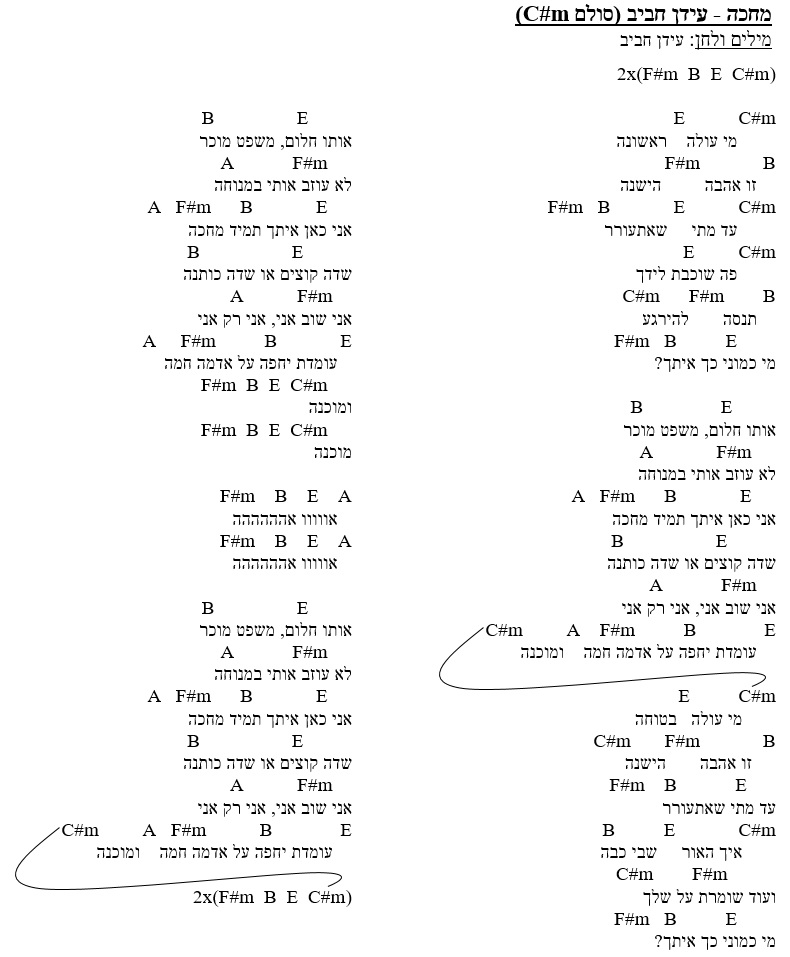 מחכה - עידן חביב (סולם C#m)
מילים ולחן: עידן חביב
2x(F#m B E C#m)
E C#m
מי עולה ראשונה
F#m B
זו אהבה הישנה
F#m B E C#m
עד מתי שאתעורר
E C#m
פה שוכבת לידך
C#m F#m B
תנסה להירגע
F#m B E
מי כמוני כך איתך?
B E
אותו חלום, משפט מוכר
A F#m
לא עוזב אותי במנוחה
A F#m B E
אני כאן איתך תמיד מחכה
B E
שדה קוצים או שדה כותנה
A F#m
אני שוב אני, אני רק אני
C#m A F#m B E
עומדת יחפה על אדמה חמה ומוכנה
E C#m
מי עולה בטוחה
C#m F#m B
זו אהבה הישנה
F#m B E
עד מתי שאתעורר
B E C#m
איך האור שבי כבה
C#m F#m
ועוד שומרת על שלך
F#m B E
מי כמוני כך איתך?
B E
אותו חלום, משפט מוכר
A F#m
לא עוזב אותי במנוחה
A F#m B E
אני כאן איתך תמיד מחכה
B E
שדה קוצים או שדה כותנה
A F#m
אני שוב אני, אני רק אני
A F#m B E
עומדת יחפה על אדמה חמה
F#m B E C#m
ומוכנה
F#m B E C#m
מוכנה
F#m B E A
אווווו אהההההה
F#m B E A
אווווו אהההההה
B E
אותו חלום, משפט מוכר
A F#m
לא עוזב אותי במנוחה
A F#m B E
אני כאן איתך תמיד מחכה
B E
שדה קוצים או שדה כותנה
A F#m
אני שוב אני, אני רק אני
C#m A F#m B E
עומדת יחפה על אדמה חמה ומוכנה
2x(F#m B E C#m)